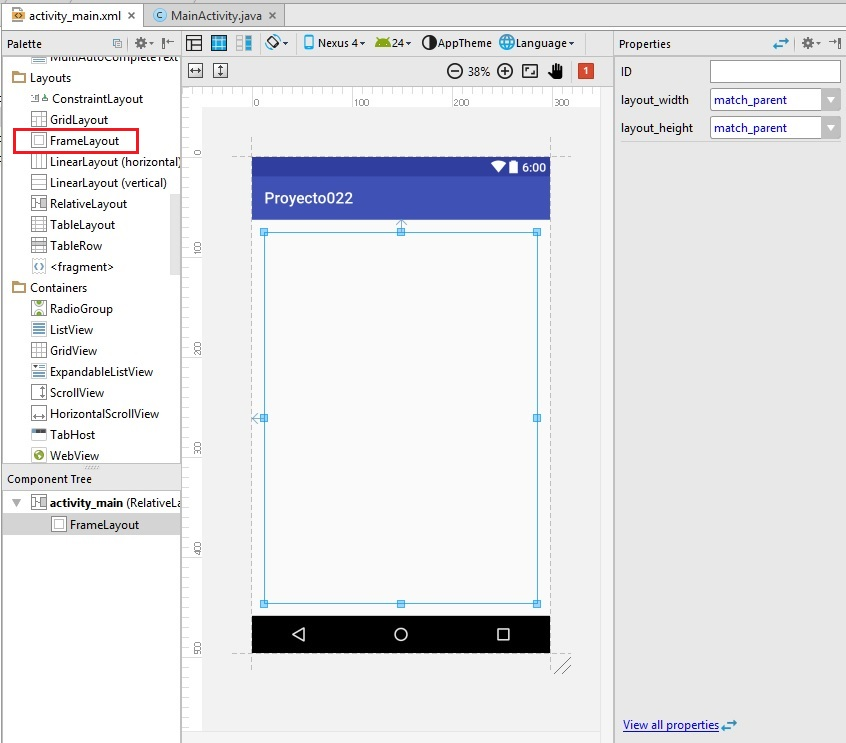 activity_main.xml
MainActivity.java
Palette
Nexus 4
24
AppTheme
Language
Properties
MultiAutoCompleteText
38%
1
Layouts
ConstraintLayout
GridLayout
FrameLayout
LinearLayout (horizontal)
LinearLayout (vertical)
RelativeLayout
TableLayout
TableRow
<fragment>
Containers
RadioGroup
ListView
GridView
ExpandableListView
ScrollView
HorizontalScrollView
TabHost
WebView
Component Tree
activity_main (RelativeLa
FrameLayout
0
100
200
300
0
100
200
300
400
500
6:00
Proyecto022
ID
layout_width
match_parent
layout_height
match_parent
View all properties